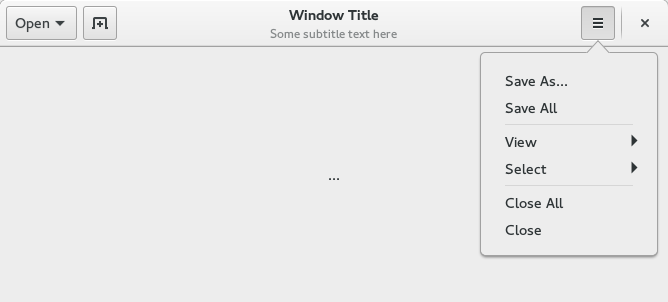 Open
Window Title
Some subtitle text here
Save As...
Save All
View
Select
Close All
Close
...